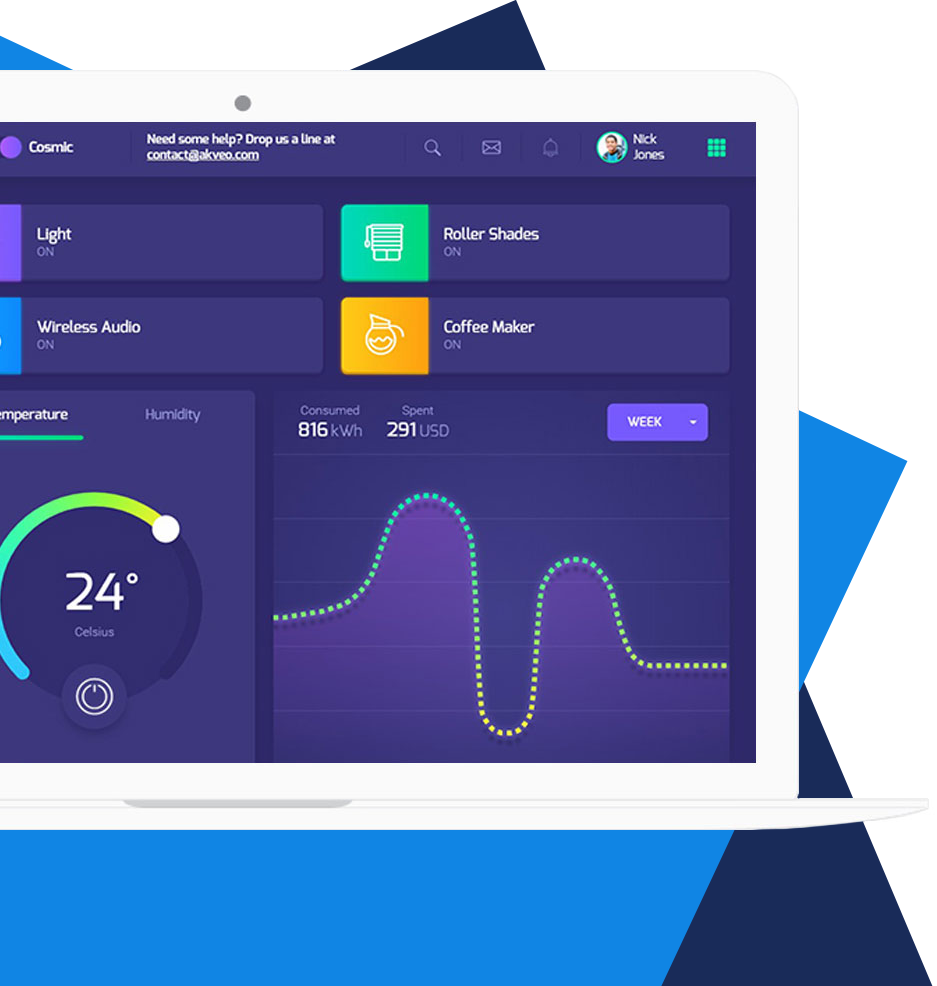 Cosmic
Need some help? Drop us a line at
contact@akveo.com
Nick
Jones
Light
ON
Roller Shades
ON
Wireless Audio
ON
Coffee Maker
ON
emperature
Humidity
Consumed
Spent
816 kWh
291 USD
WEEK
24°
Celsius